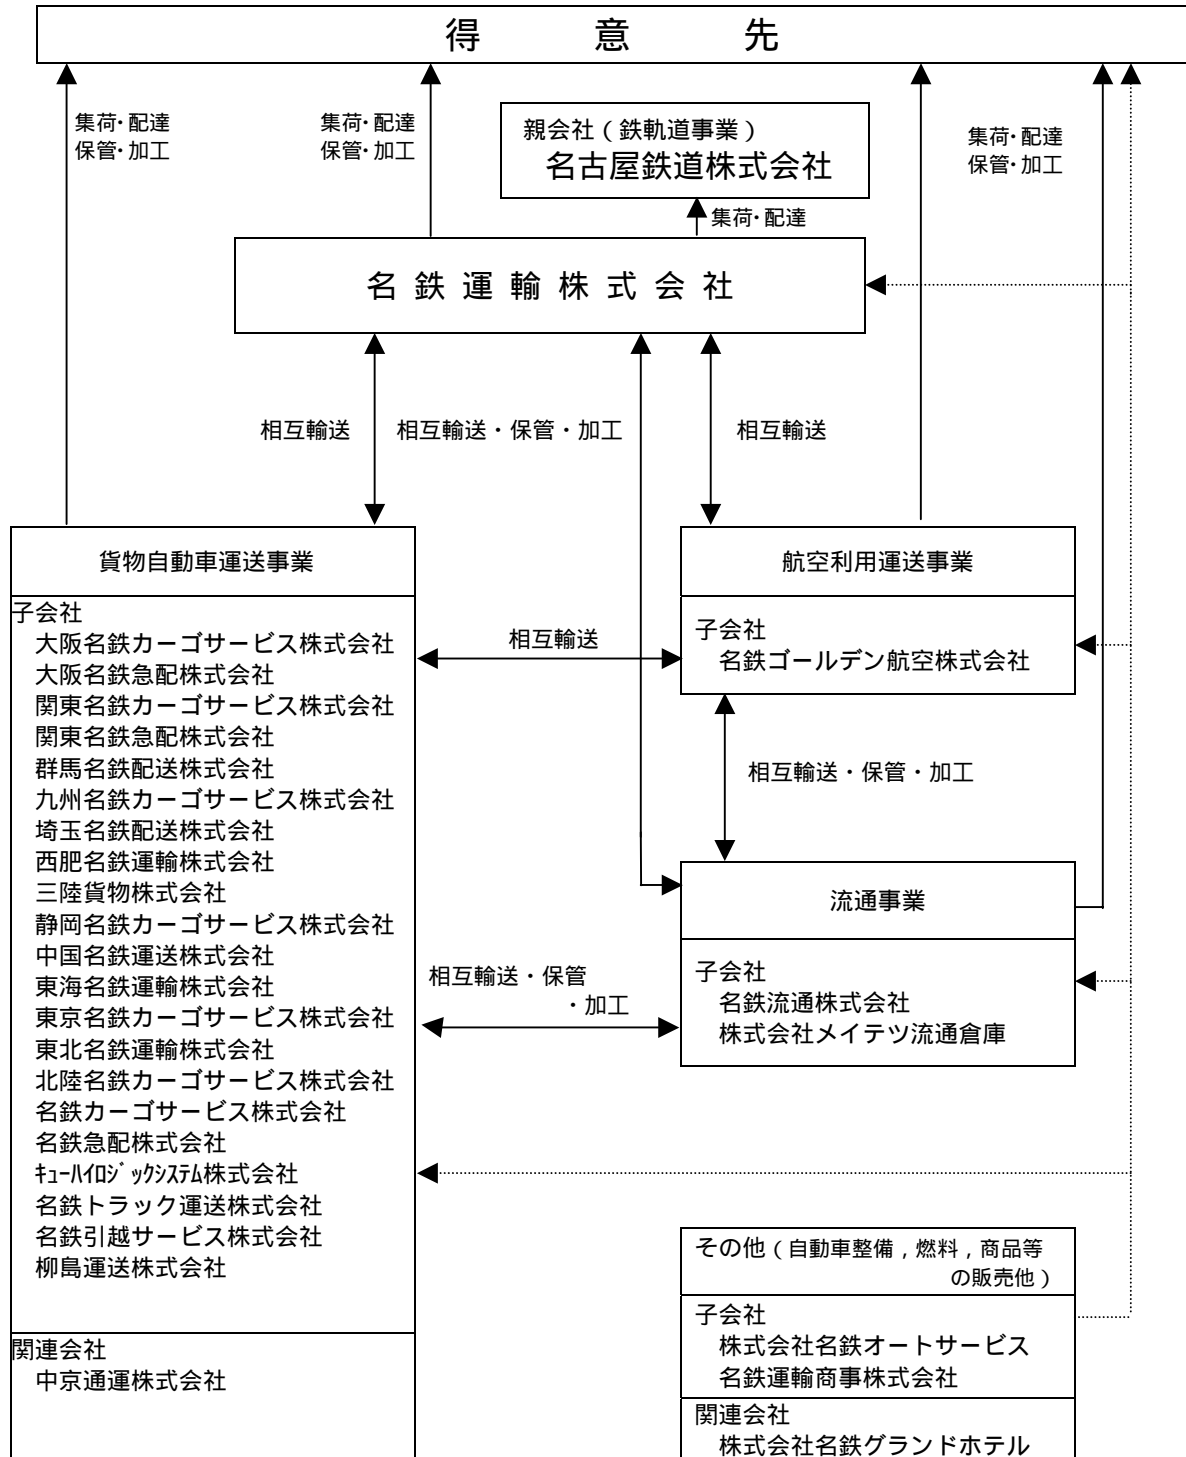 得意先
集荷・配達
保管・加工
集荷・配達
保管・加工
親会社（鉄軌道事業）
名古屋鉄道株式会社
集荷・配達
保管・加工
集荷・配達
名鉄運輸株式会社
相互輸送
相互輸送・保管・加工
相互輸送
貨物自動車運送事業
子会社
大阪名鉄カーゴサービス株式会社
大阪名鉄急配株式会社
関東名鉄カーゴサービス株式会社
関東名鉄急配株式会社
群馬名鉄配送株式会社
九州名鉄カーゴサービス株式会社
埼玉名鉄配送株式会社
西肥名鉄運輸株式会社
三陸貨物株式会社
静岡名鉄カーゴサービス株式会社
中国名鉄運送株式会社
東海名鉄運輸株式会社
東京名鉄カーゴサービス株式会社
東北名鉄運輸株式会社
北陸名鉄カーゴサービス株式会社
名鉄カーゴサービス株式会社
名鉄急配株式会社
ｷｭｰﾊｲﾛｼﾞｯｸｼｽﾃﾑ株式会社
名鉄トラック運送株式会社
名鉄引越サービス株式会社
柳島運送株式会社
関連会社
中京通運株式会社
相互輸送
航空利用運送事業
子会社
名鉄ゴールデン航空株式会社
相互輸送・保管・加工
流通事業
子会社
名鉄流通株式会社
株式会社メイテツ流通倉庫
相互輸送・保管
・加工
その他（自動車整備，燃料，商品等
の販売他）
子会社
株式会社名鉄オートサービス
名鉄運輸商事株式会社
関連会社
株式会社名鉄グランドホテル